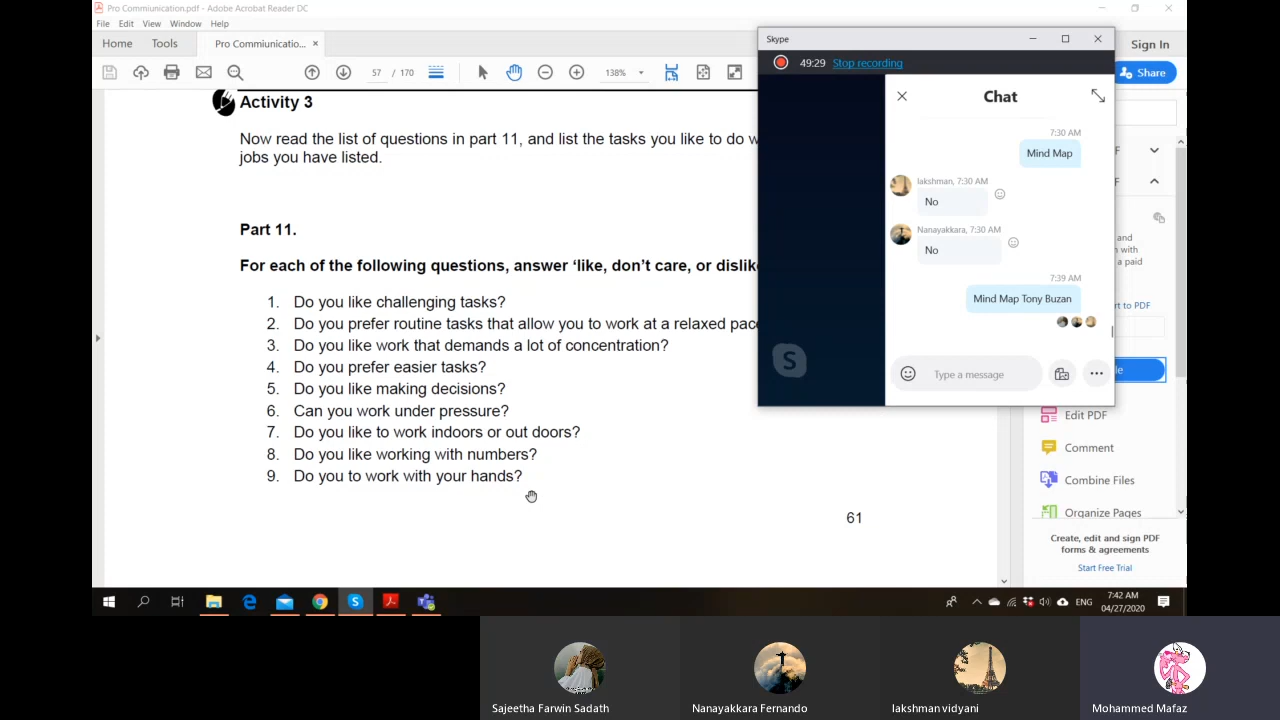 Pro Communication.pdf - Adobe Acrobat Reader DC
File Edit View Window Help
Home Tools Pro Commiunicatio... × Sign In
57 / 170 138% Share
Activity 3
Now read the list of questions in part 11, and list the tasks you like to do
jobs you have listed.
Part 11.
For each of the following questions, answer ‘like, don’t care, or
1. Do you like challenging tasks?
2. Do you prefer routine tasks that allow you to work at a relaxed
3. Do you like work that demands a lot of concentration?
4. Do you prefer easier tasks?
5. Do you like making decisions?
6. Can you work under pressure?
7. Do you like to work indoors or out doors?
8. Do you like working with numbers?
9. Do you to work with your hands?
61
Skype
49:29 Stop recording
Chat
7:30 AM
Mind Map
lakshman, 7:30 AM
No
Nanayakkara, 7:30 AM
No
7:39 AM
Mind Map Tony Buzan
Type a message
and
with
a paid
to PDF
Edit PDF
Comment
Combine Files
Organize Pages
Create, edit and sign PDF
forms & agreements
Start Free Trial
ENG
7:42 AM
04/27/2020
Sajeetha Farwin Sadath
Nanayakkara Fernando
lakshman vidyani
Mohammed Mafaz